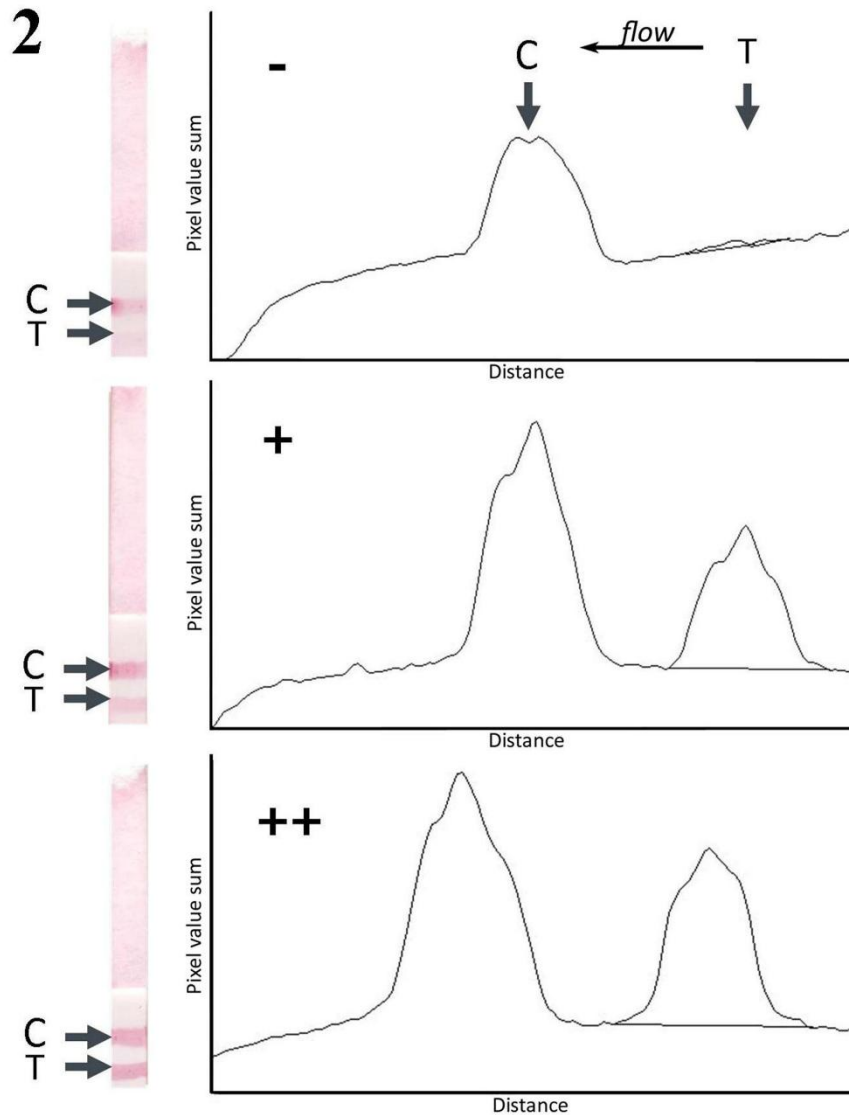 2
-
flow
C
T
Pixel value sum
C
T
Distance
+
Pixel value sum
C
T
Distance
++
Pixel value sum
C
T
Distance